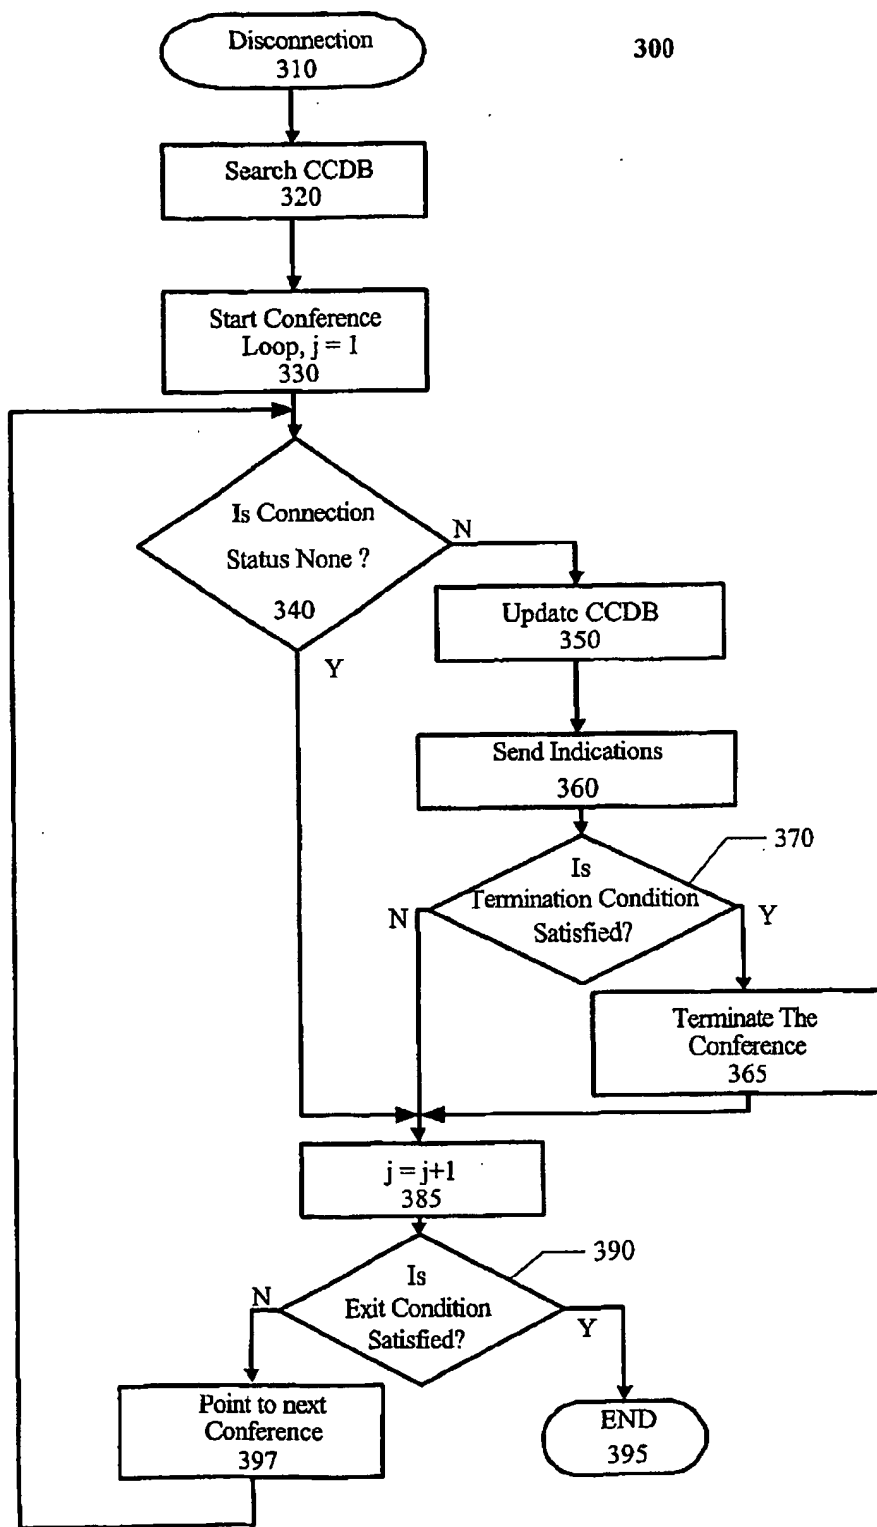 Disconnection
310
300
Search CCDB
320
Start Conference
Loop, j = 1
330
Is Connection
Status None ?
340
N
Y
Update CCDB
350
Send Indications
360
370
Is
Termination Condition
Satisfied?
N
Y
Terminate The
Conference
365
j = j+1
385
390
Is
Exit Condition
Satisfied?
N
Y
Point to next
Conference
397
END
395